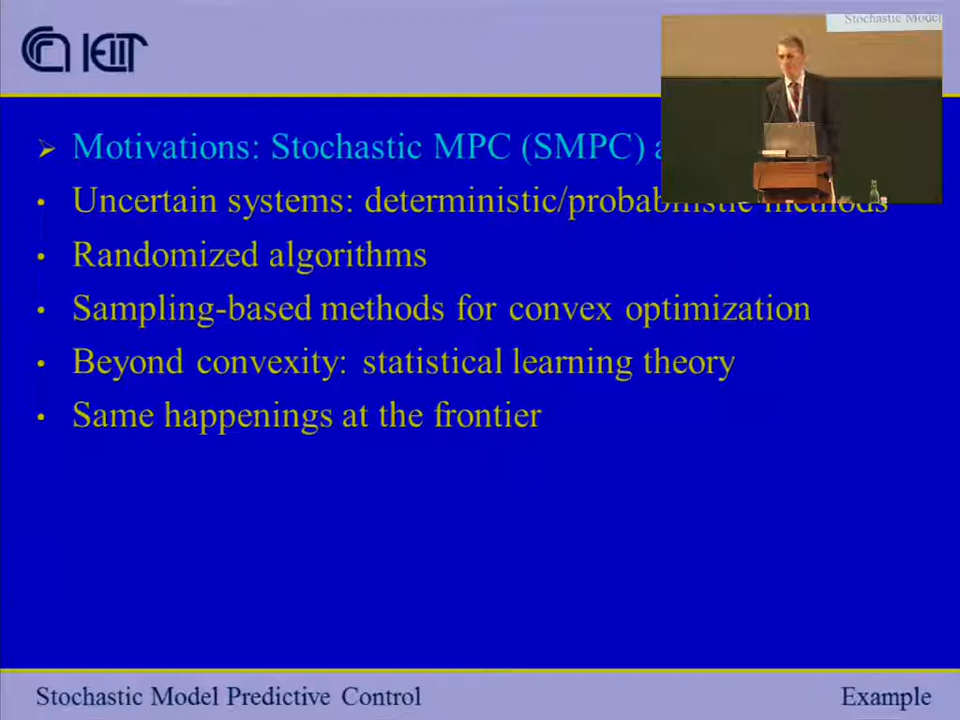 CNR IEIIT
Stochastic Model
Motivations: Stochastic MPC (SMPC)
Uncertain systems: deterministic/probabilistic methods
Randomized algorithms
Sampling-based methods for convex optimization
Beyond convexity: statistical learning theory
Same happenings at the frontier
Stochastic Model Predictive Control
Example